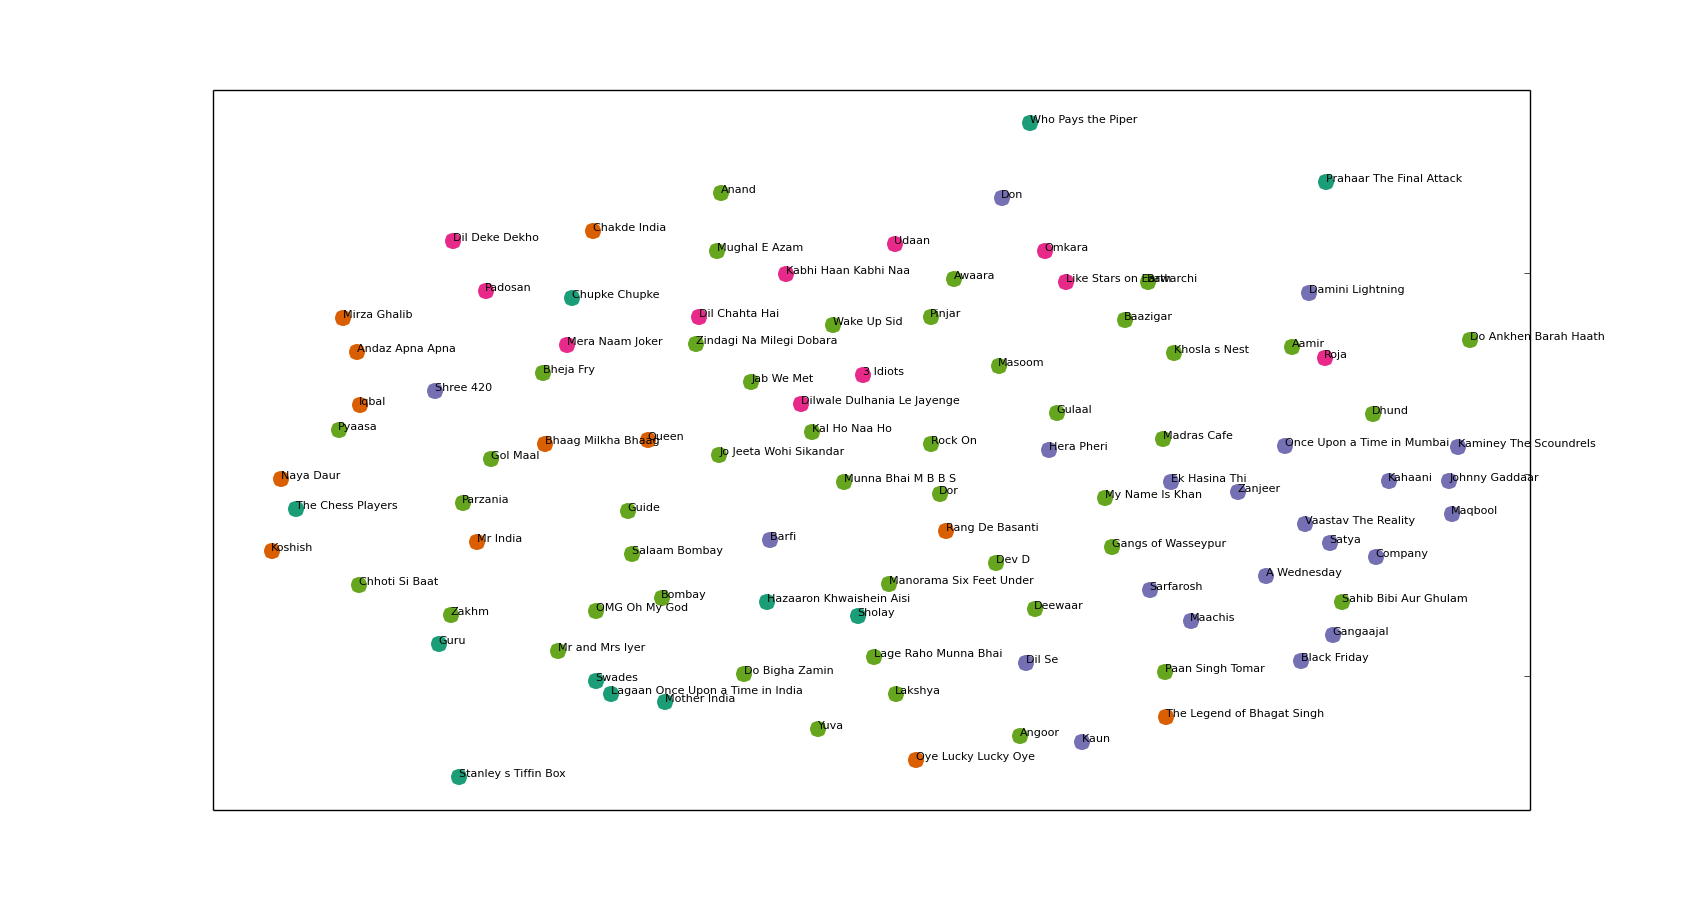 Who Pays the Piper
Prahaar The Final Attack
Anand
Don
Chakde India
Dil Deke Dekho
Udaan
Mughal E Azam
Omkara
Kabhi Haan Kabhi Naa
Awaara
Like Stars on Earth
Bawarchi
Padosan
Damini Lightning
Chupke Chupke
Mirza Ghalib
Dil Chahta Hai
Pinjar
Baazigar
Wake Up Sid
Do Ankhen Barah Haath
Mera Naam Joker
Zindagi Na Milegi Dobara
Aamir
Andaz Apna Apna
Khosla s Nest
Roja
Masoom
Bheja Fry
3 Idiots
Jab We Met
Shree 420
Iqbal
Dilwale Dulhania Le Jayenge
Gulaal
Dhund
Pyaasa
Kal Ho Naa Ho
Queen
Madras Cafe
Bhaag Milkha Bhaag
Rock On
Once Upon a Time in Mumbai
Kaminey The Scoundrels
Hera Pheri
Gol Maal
Jo Jeeta Wohi Sikandar
Naya Daur
Munna Bhai M B B S
Ek Hasina Thi
Kahaani
Johnny Gaddaar
Zanjeer
Dor
My Name Is Khan
Parzania
The Chess Players
Guide
Maqbool
Vaastav The Reality
Rang De Basanti
Barfi
Mr India
Satya
Gangs of Wasseypur
Koshish
Salaam Bombay
Company
Dev D
A Wednesday
Chhoti Si Baat
Manorama Six Feet Under
Sarfarosh
Bombay
Hazaaron Khwaishein Aisi
Sahib Bibi Aur Ghulam
Deewaar
OMG Oh My God
Zakhm
Sholay
Maachis
Gangaajal
Guru
Mr and Mrs Iyer
Lage Raho Munna Bhai
Black Friday
Dil Se
Paan Singh Tomar
Do Bigha Zamin
Swades
Lagaan Once Upon a Time in India
Lakshya
Mother India
The Legend of Bhagat Singh
Yuva
Angoor
Kaun
Oye Lucky Lucky Oye
Stanley s Tiffin Box